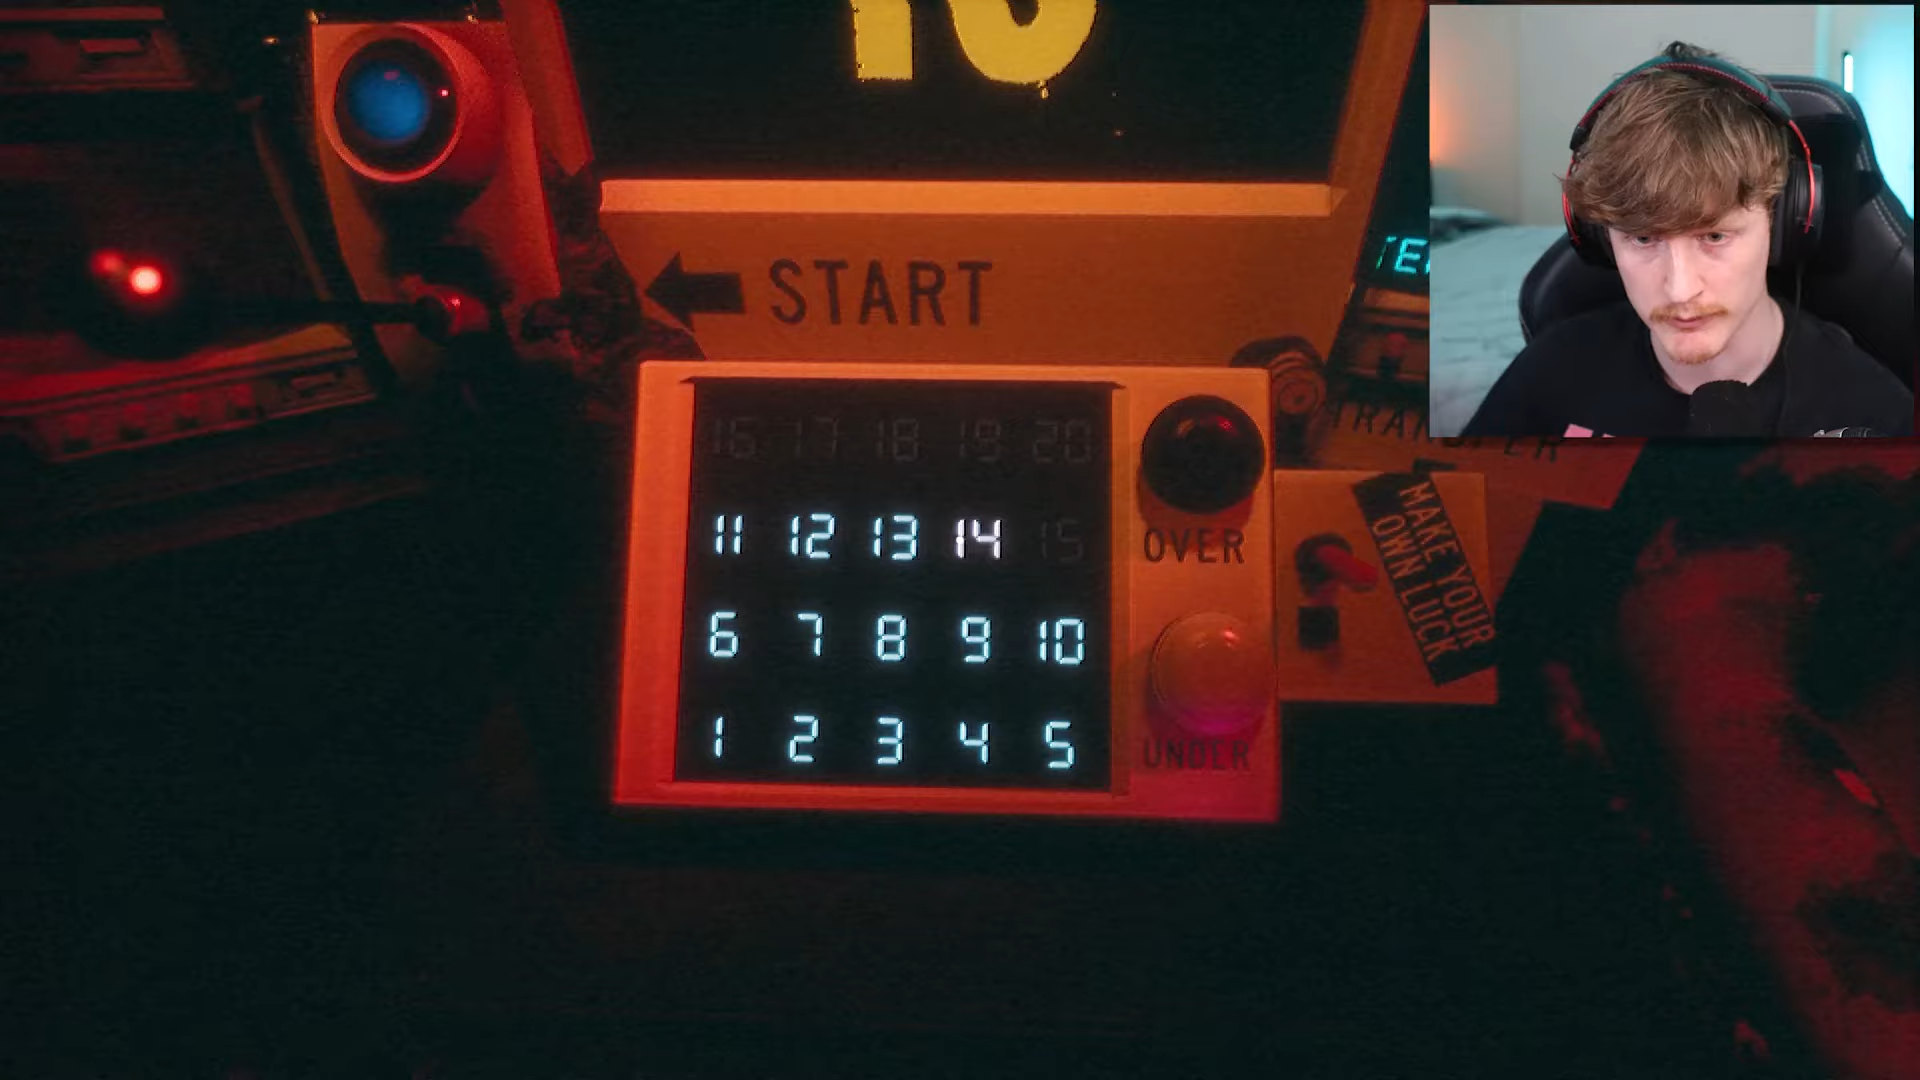 START
16 17 18 19 20
11 12 13 14 15
6 7 8 9 10
1 2 3 4 5
OVER
UNDER
TRANSFER
MAKE YOUR
OWN LUCK